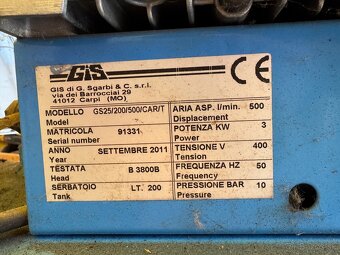 GIS
GIS di G. Sgarbi & C. s.r.l.
via dei Barrocciai 29
41012 Carpi (MO)
CE
MODELLO GS25/200/500/CAR/T
Model
MATRICOLA 91331
Serial number
ANNO SETTEMBRE 2011
Year
TESTATA B 3800B
Head
SERBATOIO LT. 200
Tank
ARIA ASP. l/min. 500
Displacement
POTENZA KW 3
Power
TENSIONE V 400
Tension
FREQUENZA HZ 50
Frequency
PRESSIONE BAR 10
Pressure